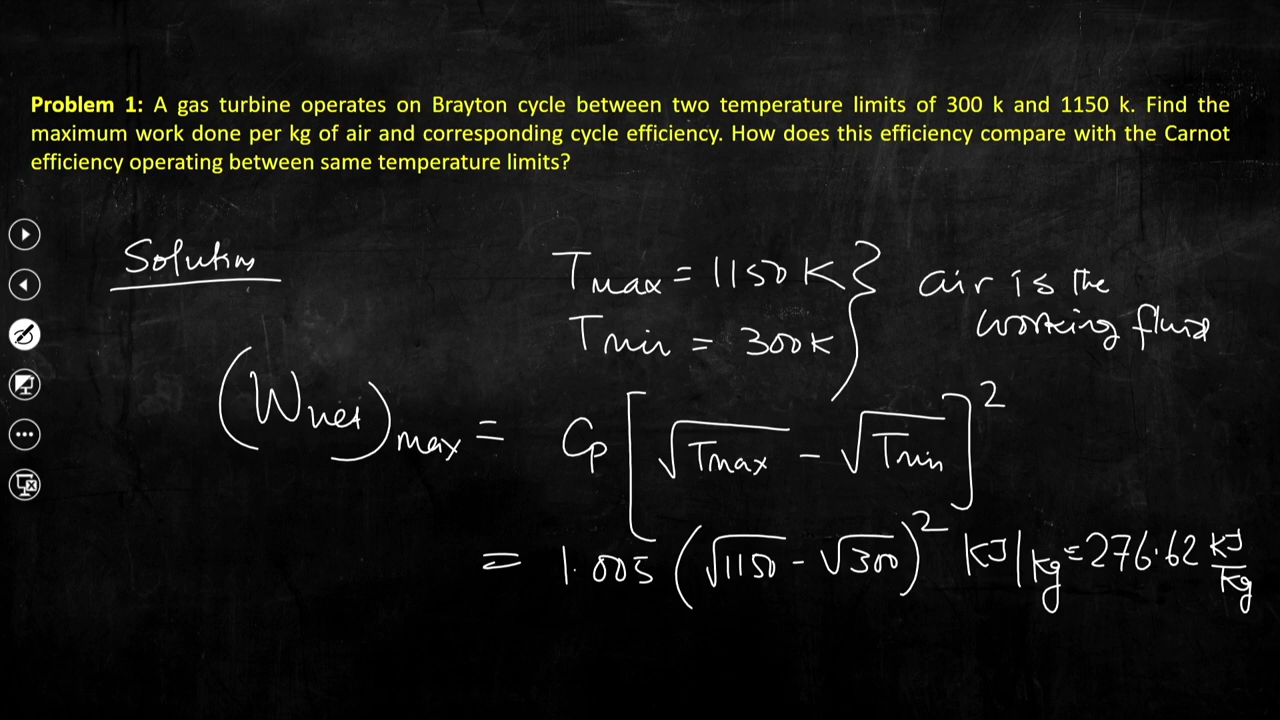 Problem 1: A gas turbine operates on Brayton cycle between two temperature limits of 300 k and 1150 k. Find the
maximum work done per kg of air and corresponding cycle efficiency. How does this efficiency compare with the Carnot
efficiency operating between same temperature limits?
Solution
Tmax = 1150 K } air is the
Tmin = 300K working fluid
(Wnet)max = Cp [√Tmax - √Tmin]²
= 1.005 (√1150 - √300)² KJ/kg = 276.62 KJ/kg